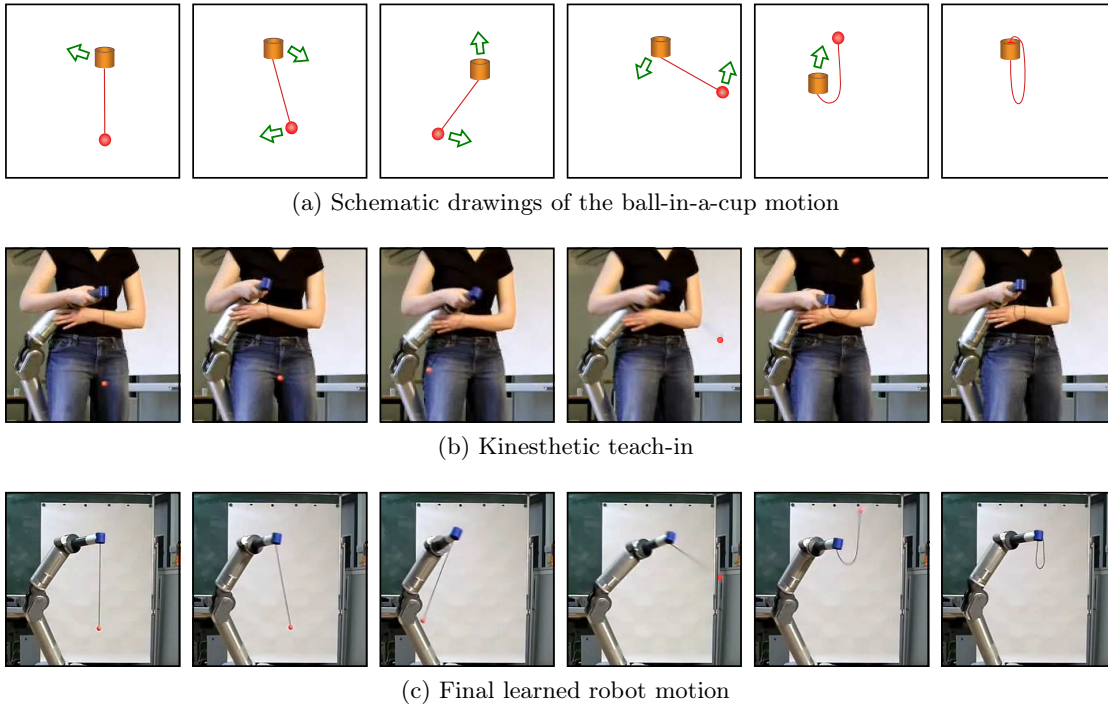 (a) Schematic drawings of the ball-in-a-cup motion
(b) Kinesthetic teach-in
(c) Final learned robot motion